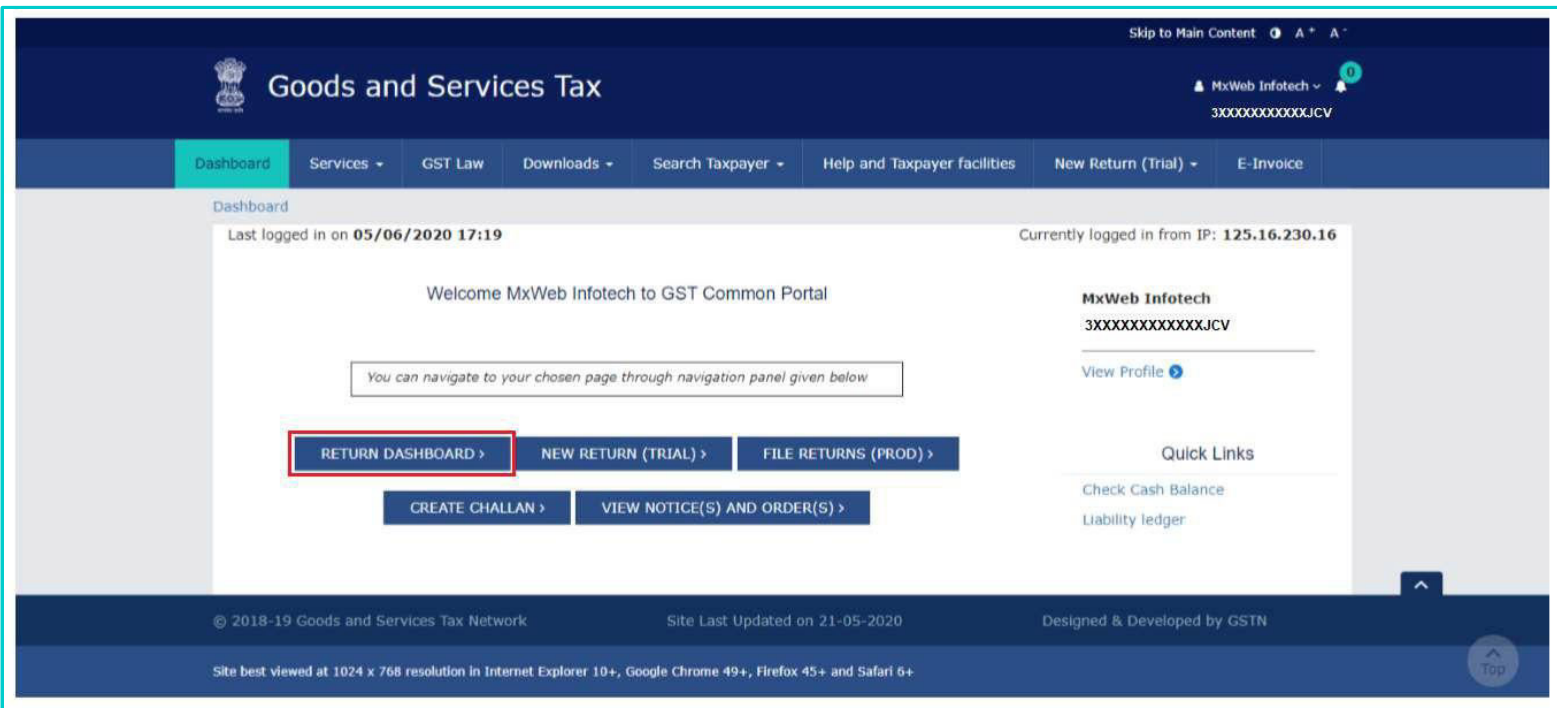 Skip to Main Content A+ A-
Goods and Services Tax
MxWeb Infotech
0
3XXXXXXXXXXXJCV
Dashboard Services GST Law Downloads Search Taxpayer Help and Taxpayer facilities New Return (Trial) E-Invoice
Dashboard
Last logged in on 05/06/2020 17:19 Currently logged in from IP: 125.16.230.16
Welcome MxWeb Infotech to GST Common Portal
MxWeb Infotech
3XXXXXXXXXXXXJCV
You can navigate to your chosen page through navigation panel given below
View Profile
RETURN DASHBOARD > NEW RETURN (TRIAL) > FILE RETURNS (PROD) >
Quick Links
CREATE CHALLAN > VIEW NOTICE(S) AND ORDER(S) >
Check Cash Balance
Liability ledger
© 2018-19 Goods and Services Tax Network Site Last Updated on 21-05-2020 Designed & Developed by GSTN
Site best viewed at 1024 x 768 resolution in Internet Explorer 10+, Google Chrome 49+, Firefox 45+ and Safari 6+
Top